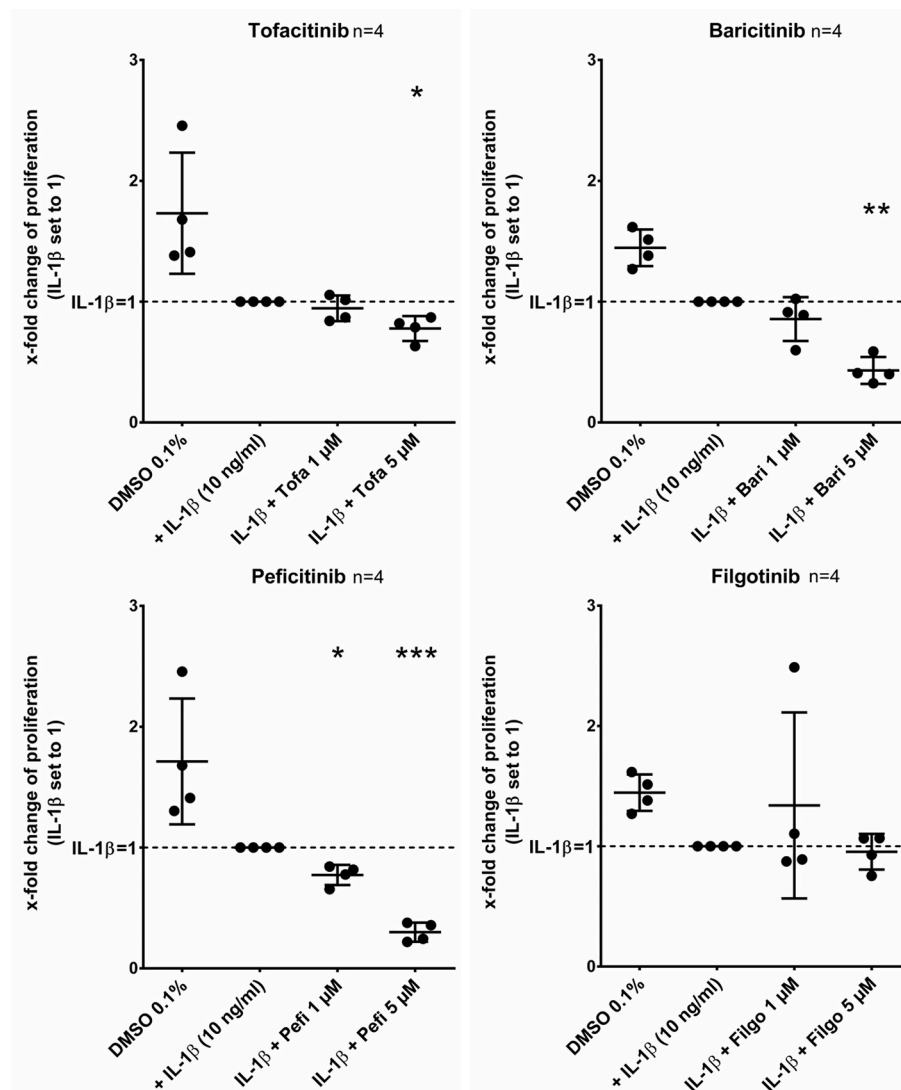 Tofacitinib n=4
x-fold change of proliferation
(IL-1β set to 1)
3
*
2
IL-1β=1
0
DMSO 0.1%
+ IL-1β (10 ng/ml)
IL-1β + Tofa 1 µM
IL-1β + Tofa 5 µM
Baricitinib n=4
x-fold change of proliferation
(IL-1β set to 1)
3
2
**
IL-1β=1
0
DMSO 0.1%
+ IL-1β (10 ng/ml)
IL-1β + Bari 1 µM
IL-1β + Bari 5 µM
Peficitinib n=4
x-fold change of proliferation
(IL-1β set to 1)
3
* ***
2
IL-1β=1
0
DMSO 0.1%
+ IL-1β (10 ng/ml)
IL-1β + Pefi 1 µM
IL-1β + Pefi 5 µM
Filgotinib n=4
x-fold change of proliferation
(IL-1β set to 1)
3
2
IL-1β=1
0
DMSO 0.1%
+ IL-1β (10 ng/ml)
IL-1β + Filgo 1 µM
IL-1β + Filgo 5 µM